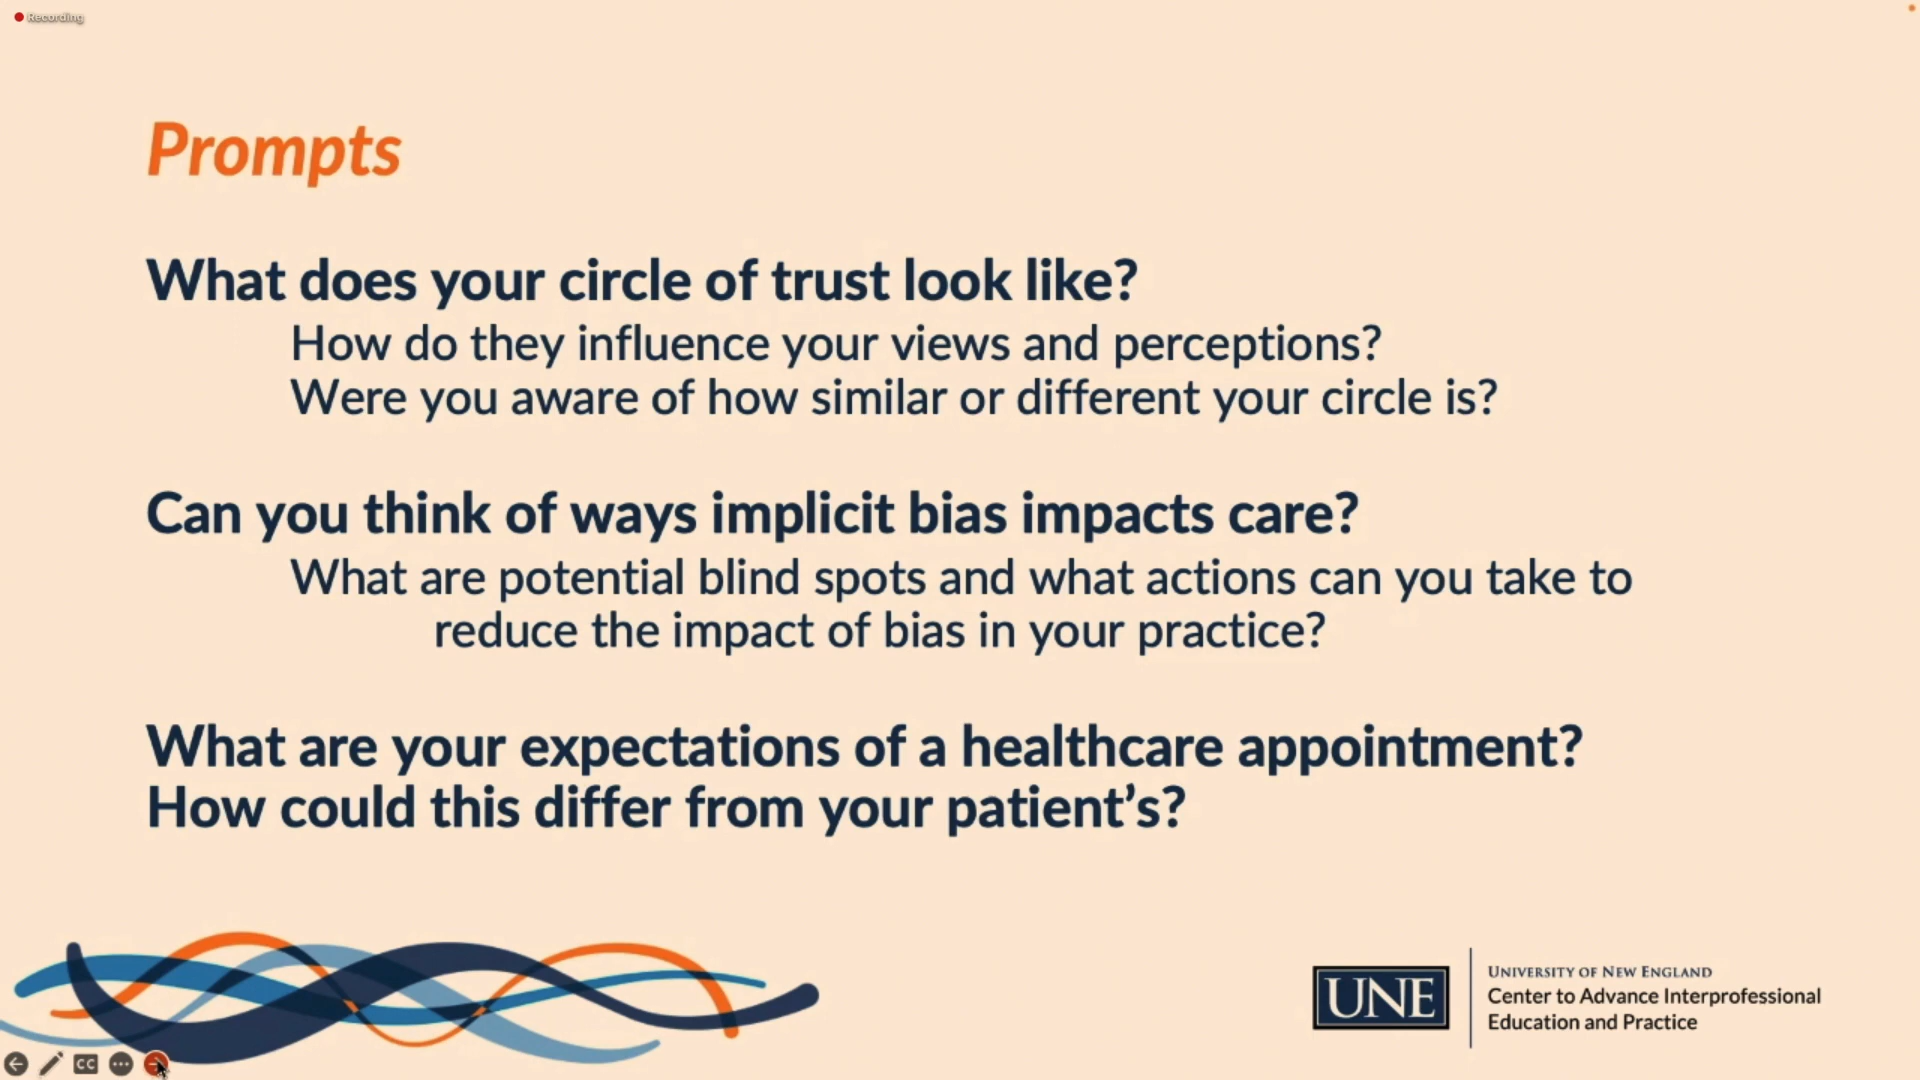 Recording
Prompts
What does your circle of trust look like?
How do they influence your views and perceptions?
Were you aware of how similar or different your circle is?
Can you think of ways implicit bias impacts care?
What are potential blind spots and what actions can you take to
reduce the impact of bias in your practice?
What are your expectations of a healthcare appointment?
How could this differ from your patient’s?
UNE
UNIVERSITY OF NEW ENGLAND
Center to Advance Interprofessional
Education and Practice
CC